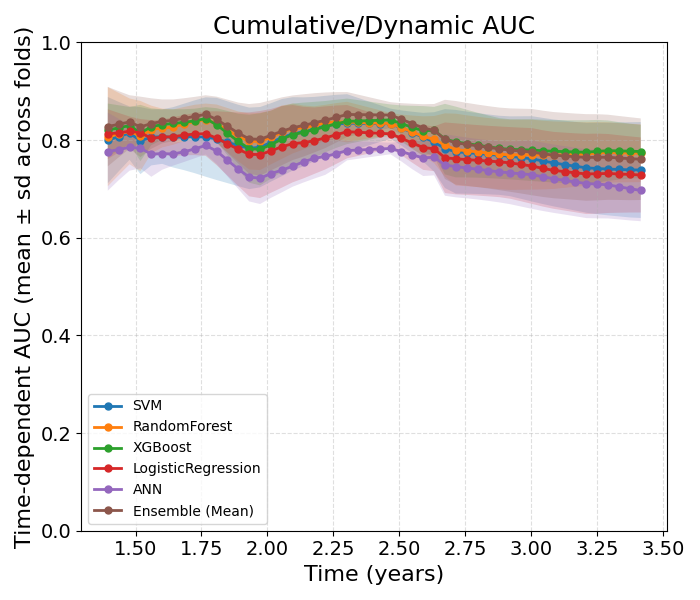 Cumulative/Dynamic AUC
Time-dependent AUC (mean ± sd across folds)
1.0
0.8
0.6
0.4
0.2
0.0
SVM
RandomForest
XGBoost
LogisticRegression
ANN
Ensemble (Mean)
1.50 1.75 2.00 2.25 2.50 2.75 3.00 3.25 3.50
Time (years)